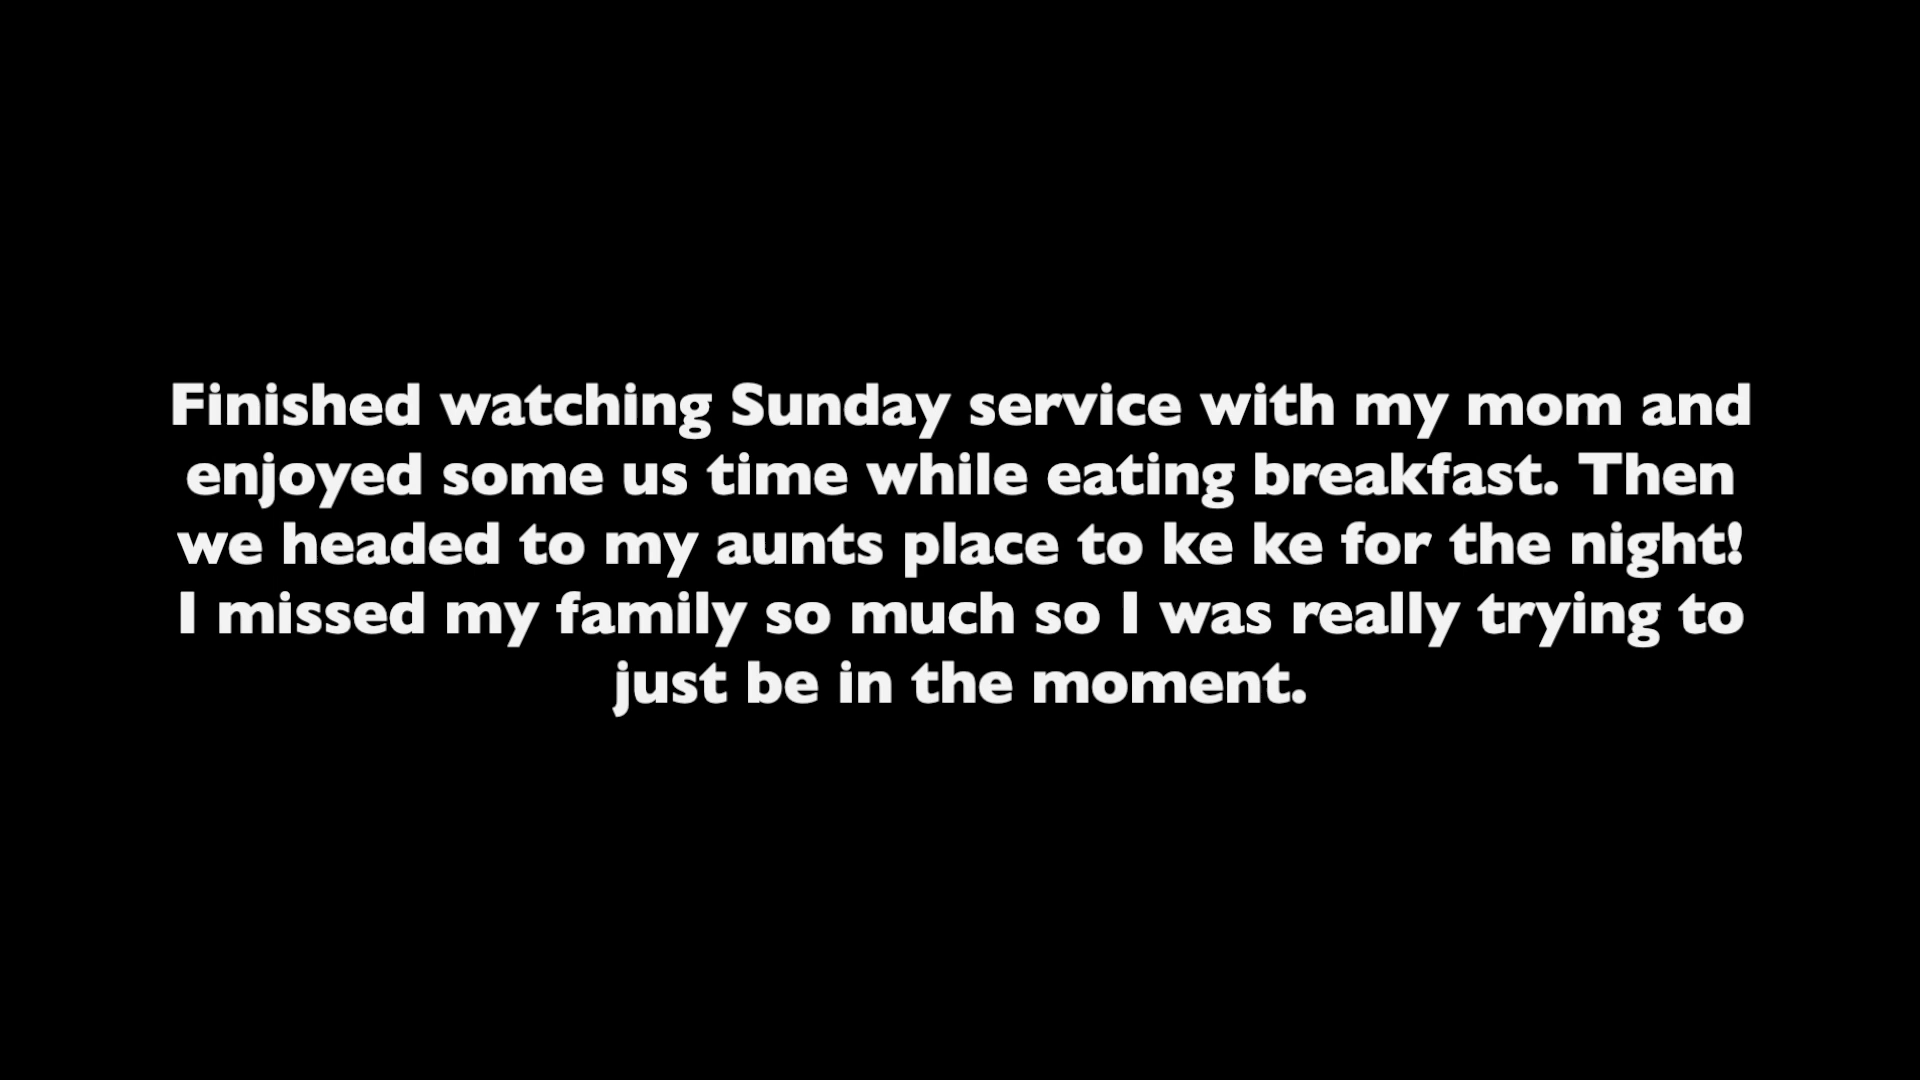 Finished watching Sunday service with my mom and
enjoyed some us time while eating breakfast. Then
we headed to my aunts place to ke ke for the night!
I missed my family so much so I was really trying to
just be in the moment.